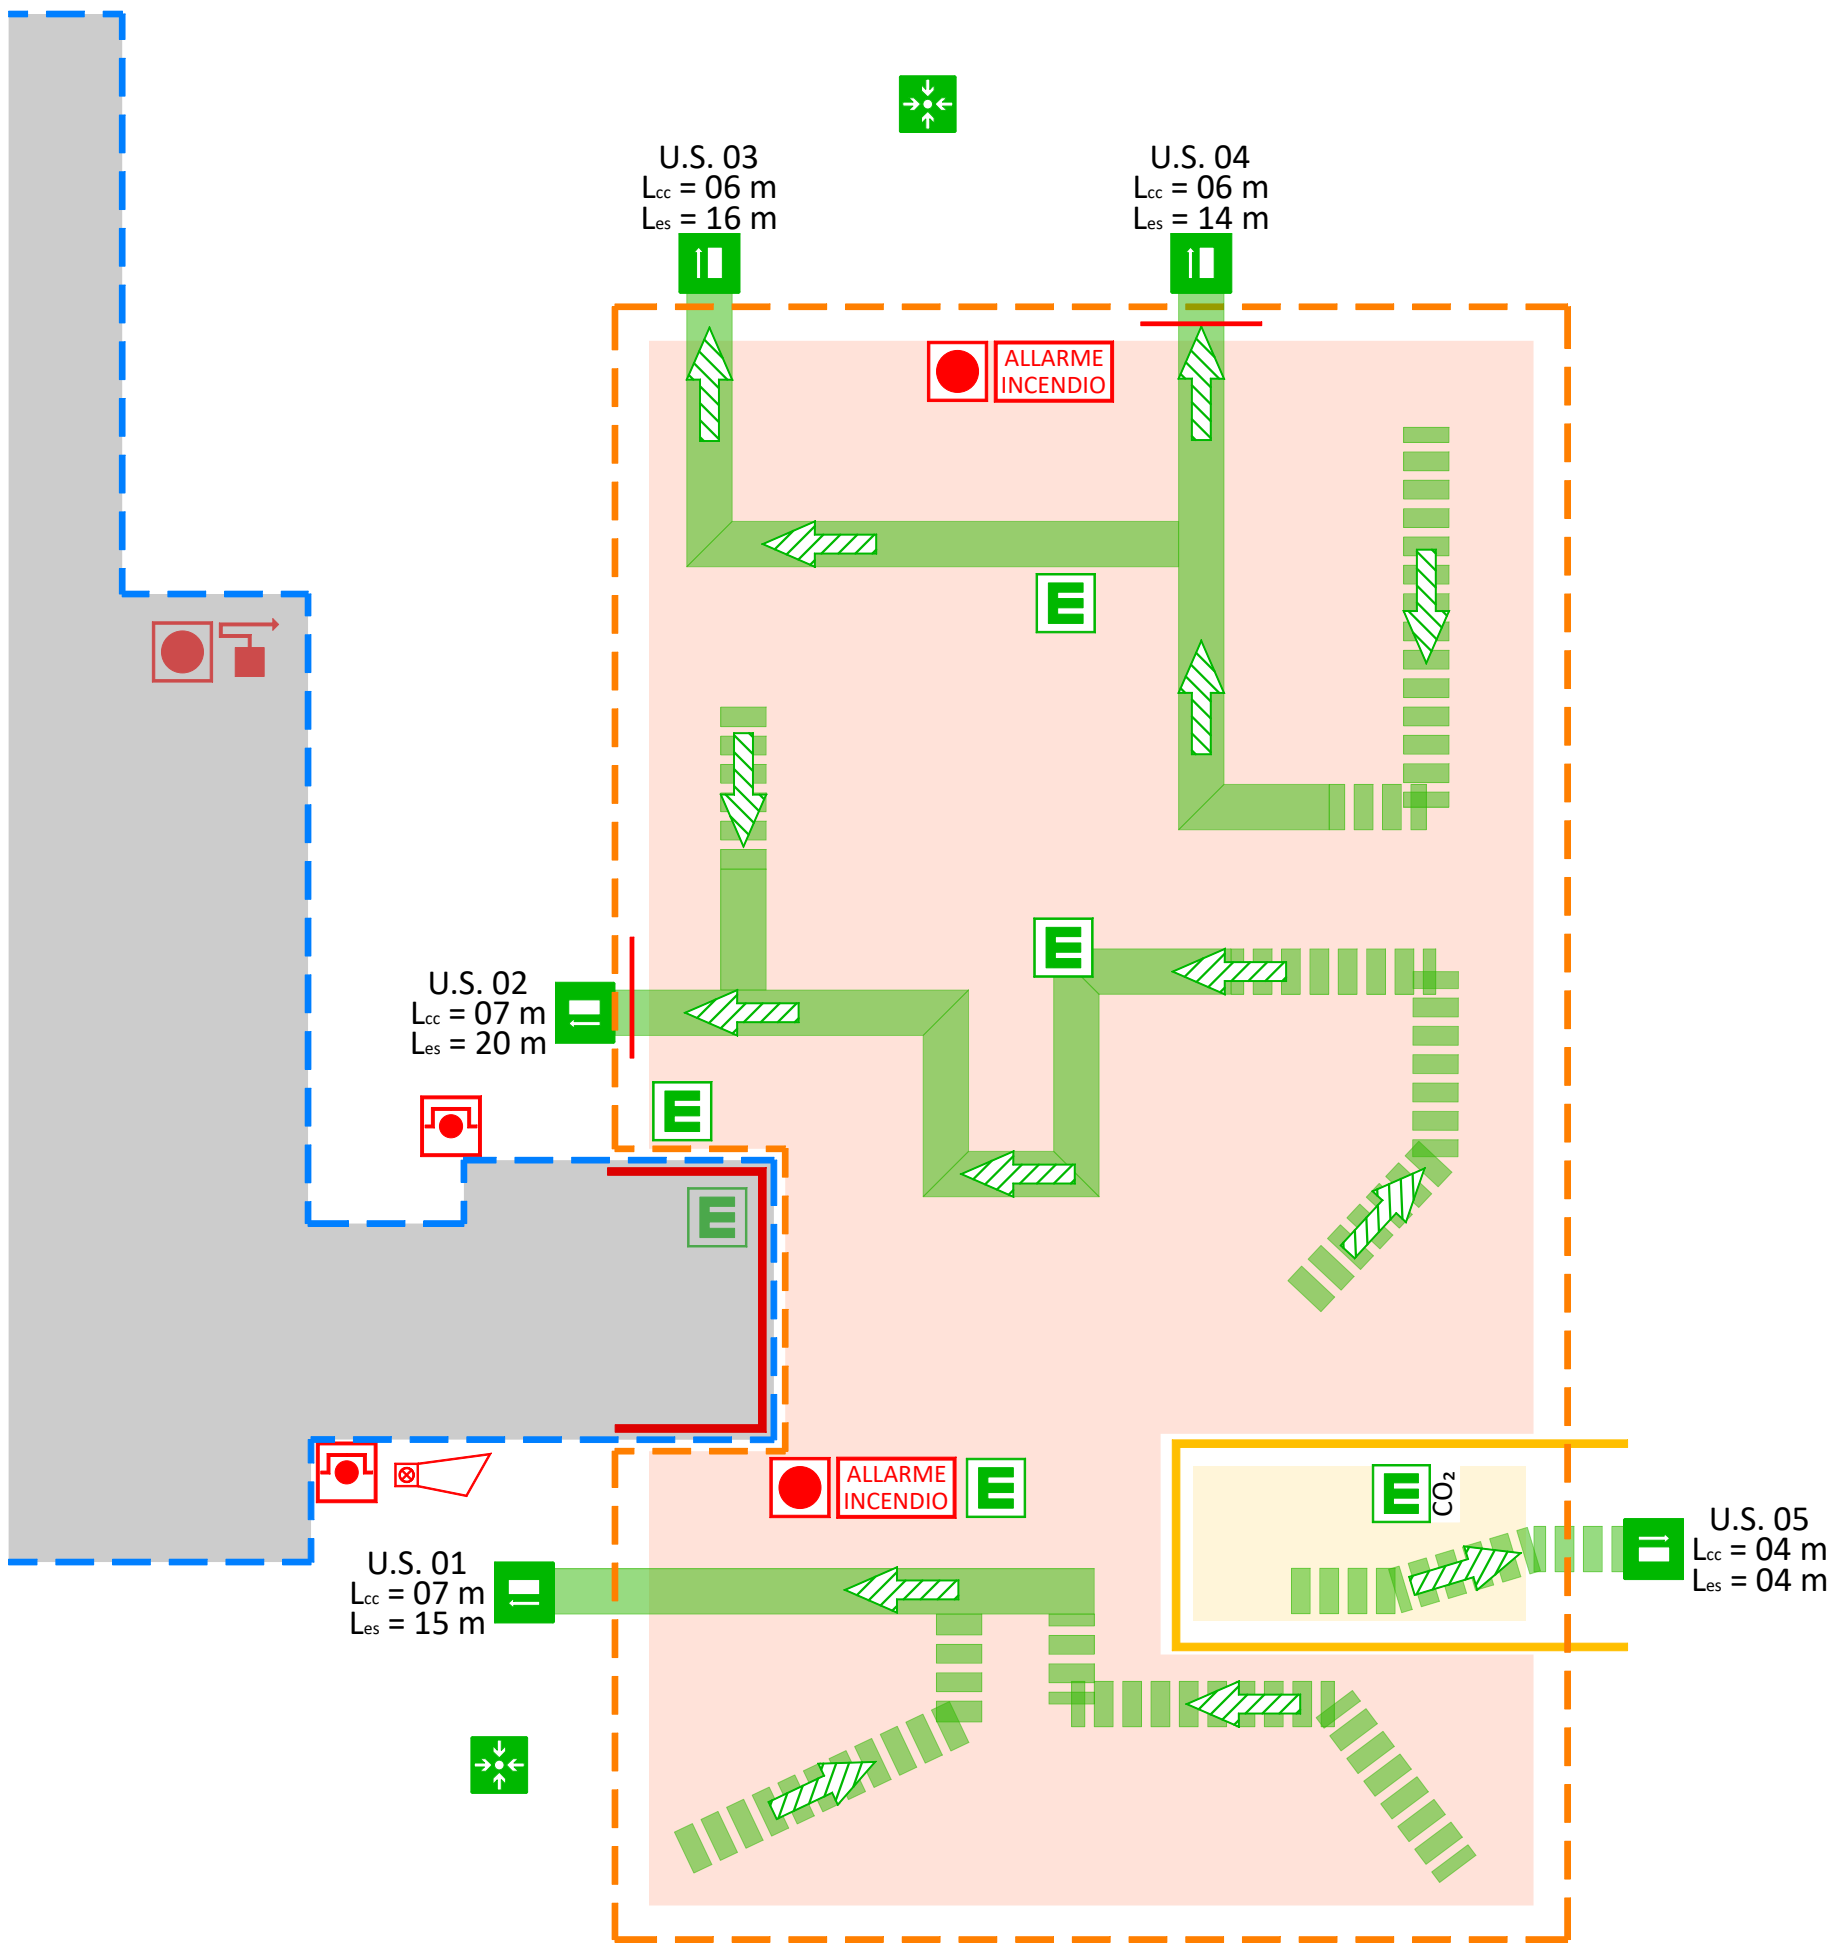 U.S. 03
Lcc = 06 m
Les = 16 m
U.S. 04
Lcc = 06 m
Les = 14 m
ALLARME
INCENDIO
E
E
U.S. 02
Lcc = 07 m
Les = 20 m
E
E
ALLARME
INCENDIO
E
E
CO₂
U.S. 05
Lcc = 04 m
Les = 04 m
U.S. 01
Lcc = 07 m
Les = 15 m